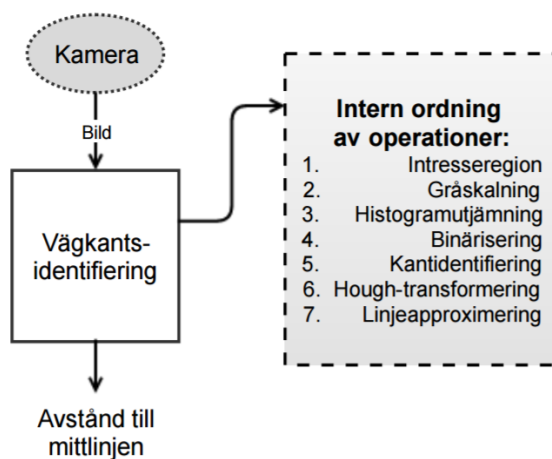 Kamera
Bild
Vägkants-
identifiering
Avstånd till
mittlinjen
Intern ordning
av operationer:
1. Intresseregion
2. Gråskalning
3. Histogramutjämning
4. Binärisering
5. Kantidentifiering
6. Hough-transformering
7. Linjeapproximering